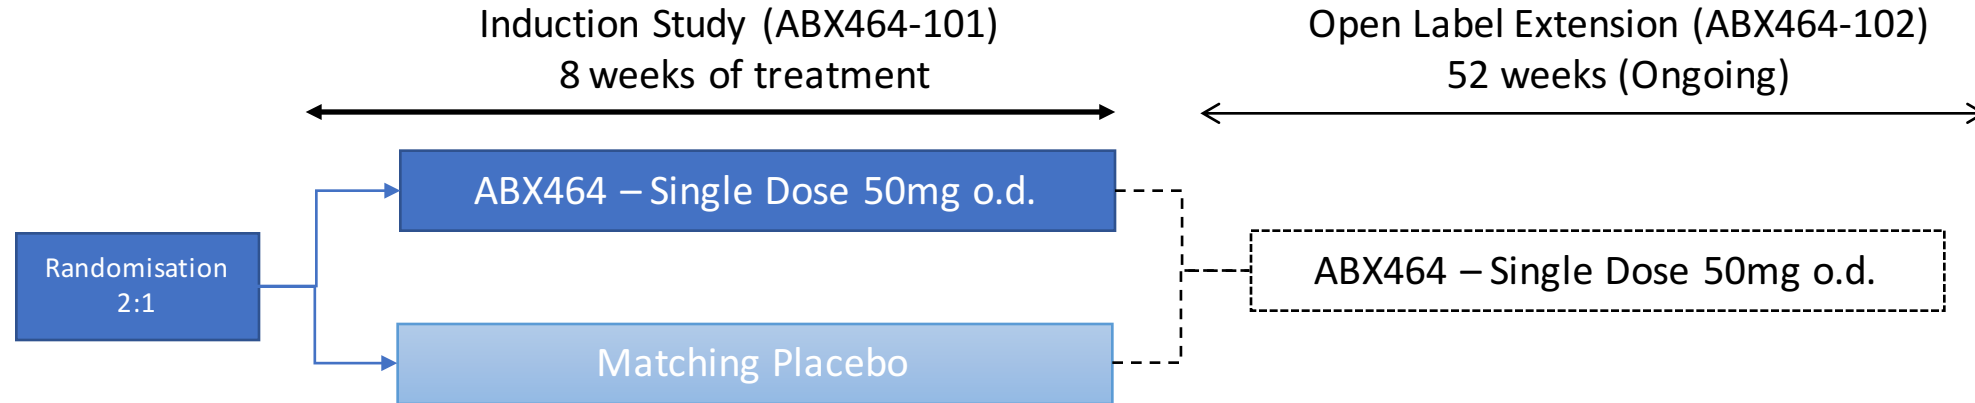 Induction Study (ABX464-101)
8 weeks of treatment
Open Label Extension (ABX464-102)
52 weeks (Ongoing)
Randomisation
2:1
ABX464 – Single Dose 50mg o.d.
Matching Placebo
ABX464 – Single Dose 50mg o.d.